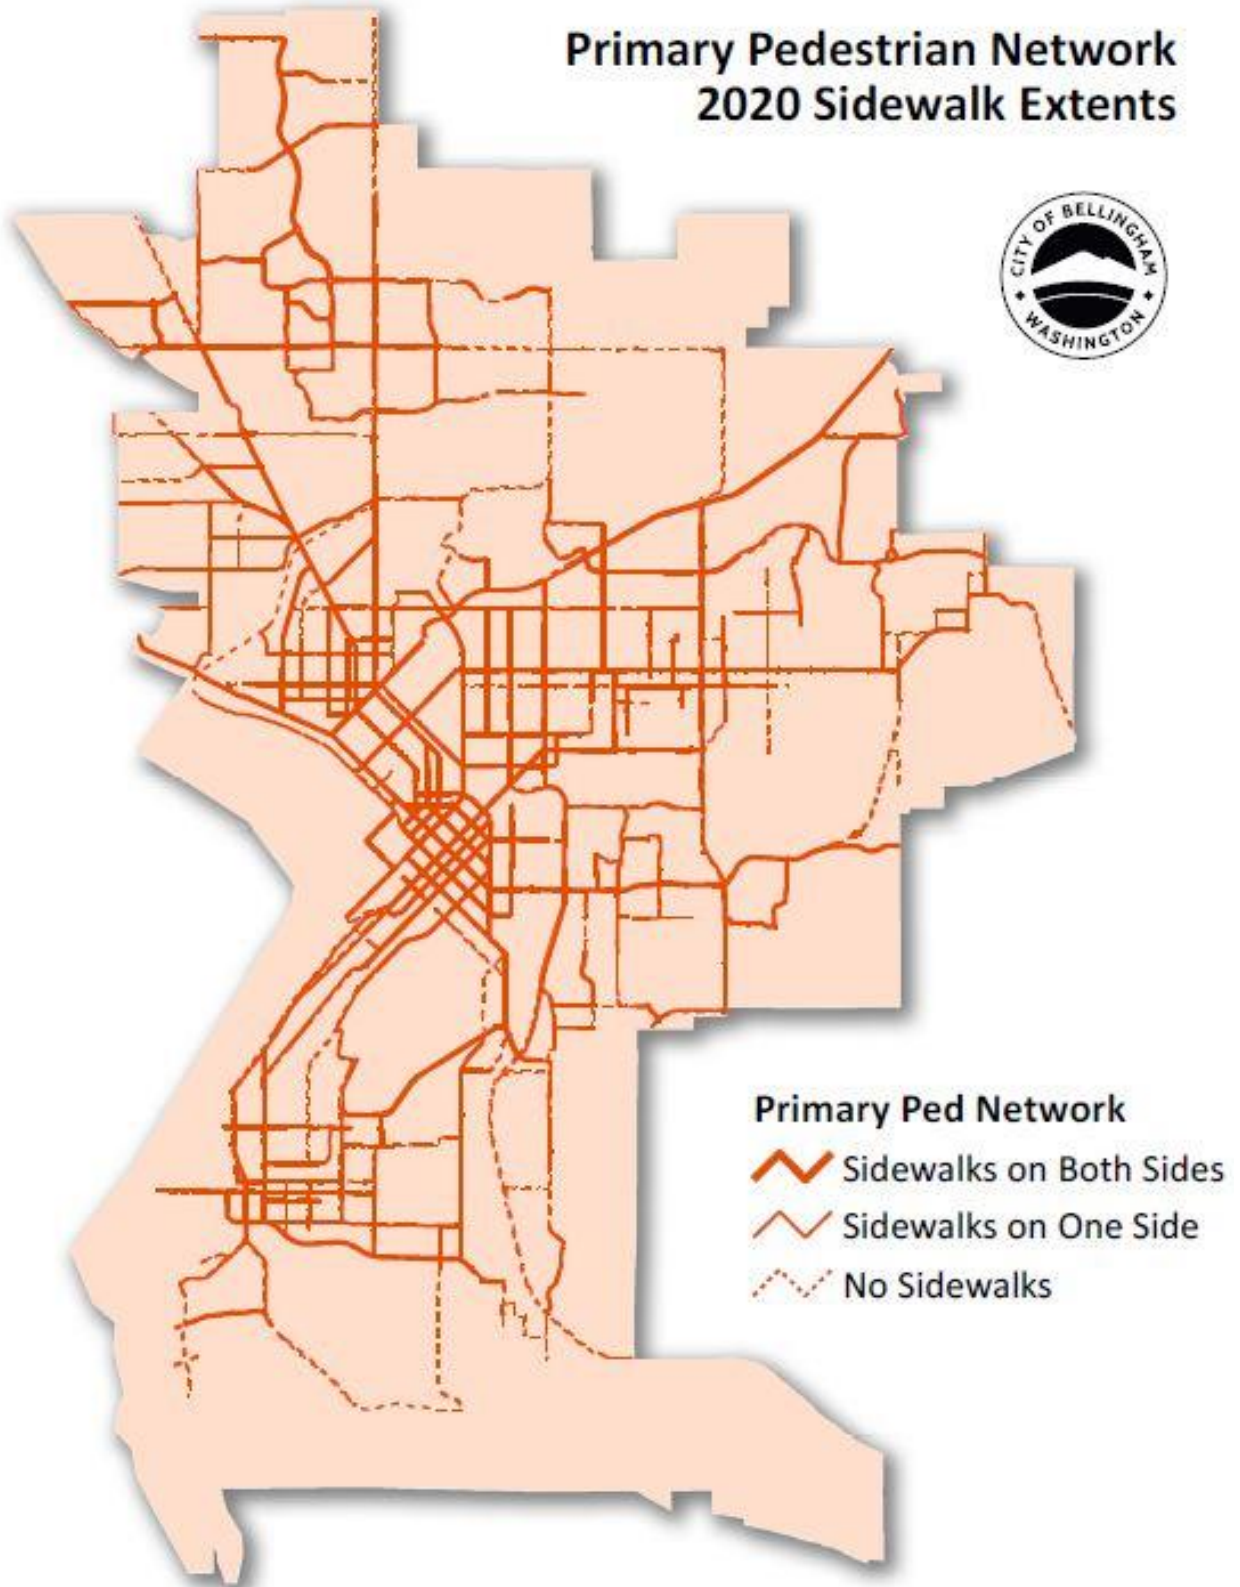 Primary Pedestrian Network
2020 Sidewalk Extents
CITY OF BELLINGHAM
WASHINGTON
Primary Ped Network
Sidewalks on Both Sides
Sidewalks on One Side
No Sidewalks